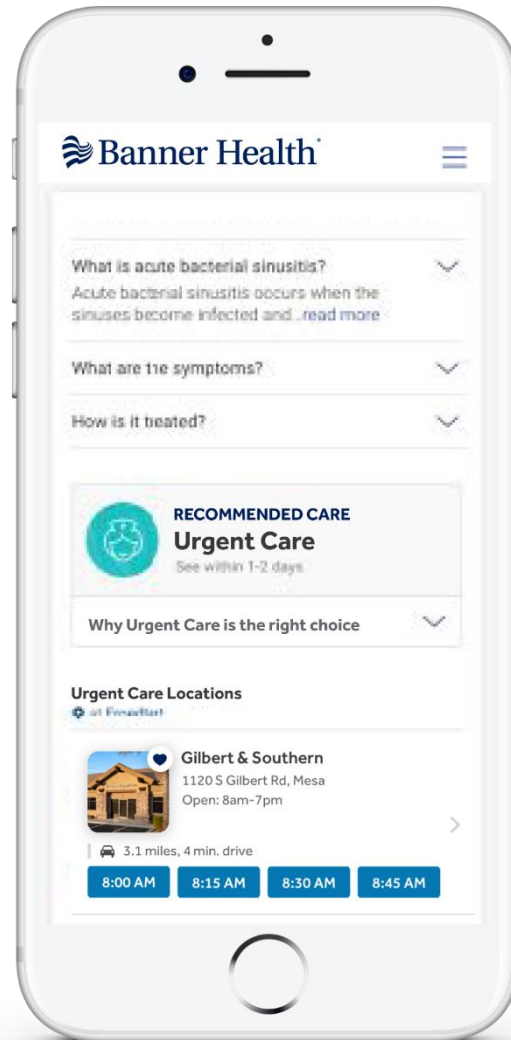 Banner Health
What is acute bacterial sinusitis?
Acute bacterial sinusitis occurs when the
sinuses become infected and...read more
What are the symptoms?
How is it treated?
RECOMMENDED CARE
Urgent Care
See within 1-2 days
Why Urgent Care is the right choice
Urgent Care Locations
at
Gilbert & Southern
1120 S Gilbert Rd, Mesa
Open: 8am-7pm
3.1 miles, 4 min. drive
8:00 AM 8:15 AM 8:30 AM 8:45 AM